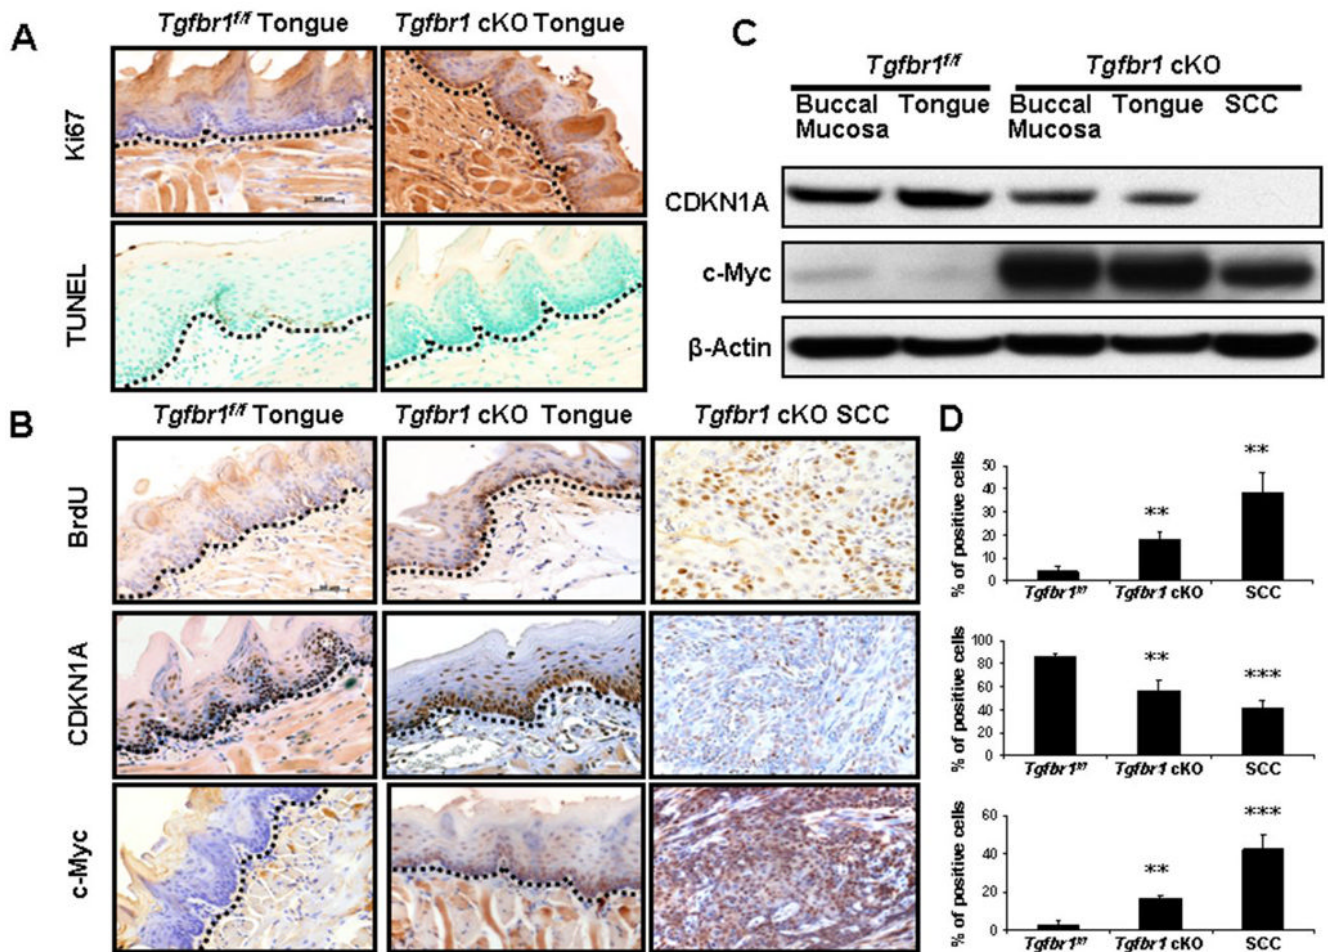 A
Tgfbr1f/f Tongue
Tgfbr1 cKO Tongue
Ki67
TUNEL
B
Tgfbr1f/f Tongue
Tgfbr1 cKO Tongue
Tgfbr1 cKO SCC
BrdU
CDKN1A
c-Myc
C
Tgfbr1f/f
Tgfbr1 cKO
Buccal Mucosa
Tongue
Buccal Mucosa
Tongue
SCC
CDKN1A
c-Myc
β-Actin
D
% of positive cells
50
40
30
20
10
0
**
**
Tgfbr1f/f
Tgfbr1 cKO
SCC
% of positive cells
100
80
60
40
20
0
**
***
Tgfbr1f/f
Tgfbr1 cKO
SCC
% of positive cells
60
40
20
0
**
***
Tgfbr1f/f
Tgfbr1 cKO
SCC